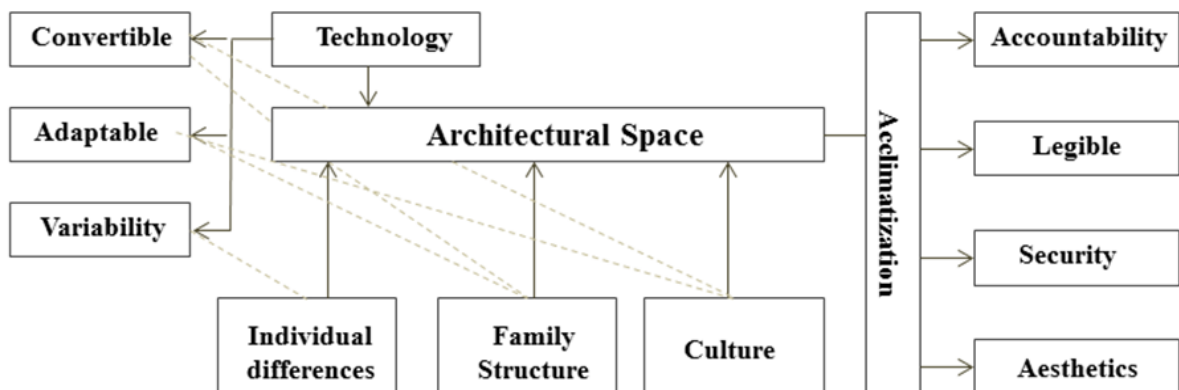 Convertible
Technology
Accountability
Adaptable
Architectural Space
Acclimatization
Legible
Variability
Security
Individual
differences
Family
Structure
Culture
Aesthetics